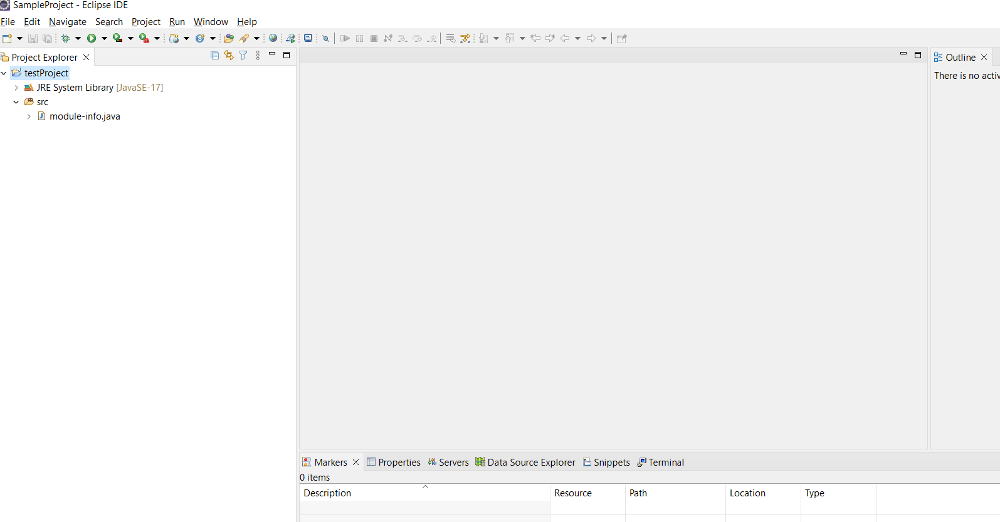 SampleProject - Eclipse IDE
File Edit Navigate Search Project Run Window Help
Project Explorer
Outline
testProject
There is no activ
JRE System Library [JavaSE-17]
src
module-info.java
Markers Properties Servers Data Source Explorer Snippets Terminal
0 items
Description Resource Path Location Type